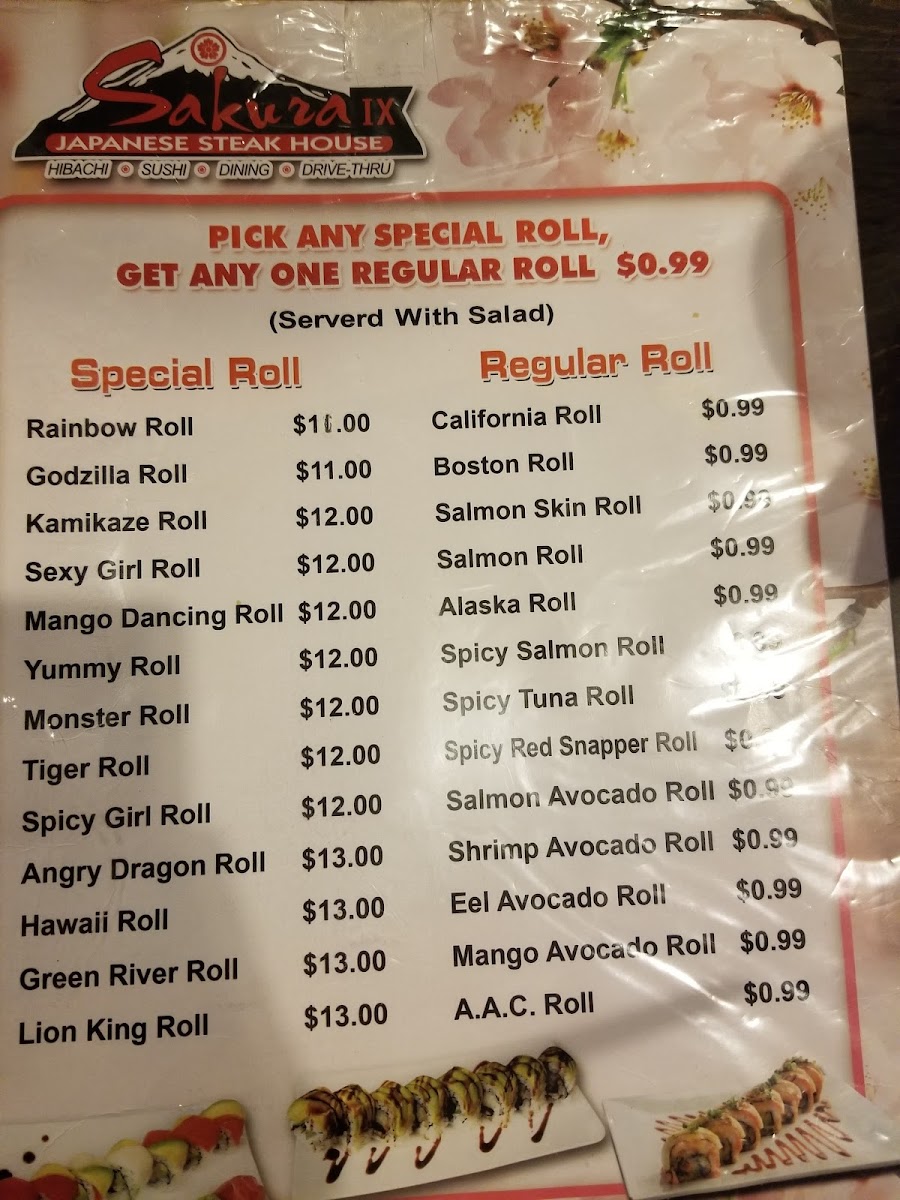 Sakura IX
JAPANESE STEAK HOUSE
HIBACHI SUSHI DINING DRIVE-THRU
PICK ANY SPECIAL ROLL,
GET ANY ONE REGULAR ROLL $0.99
(Serverd With Salad)
Special Roll
Rainbow Roll
Godzilla Roll $11.00
Kamikaze Roll $12.00
Sexy Girl Roll $12.00
Mango Dancing Roll $12.00
Yummy Roll $12.00
Monster Roll $12.00
Tiger Roll $12.00
Spicy Girl Roll $12.00
Angry Dragon Roll $13.00
Hawaii Roll $13.00
Green River Roll $13.00
Lion King Roll $13.00
Regular Roll
California Roll $0.99
Boston Roll $0.99
Salmon Skin Roll $0.99
Salmon Roll $0.99
Alaska Roll $0.99
Spicy Salmon Roll
Spicy Tuna Roll
Spicy Red Snapper Roll
Salmon Avocado Roll $0.99
Shrimp Avocado Roll $0.99
Eel Avocado Roll $0.99
Mango Avocado Roll $0.99
A.A.C. Roll $0.99